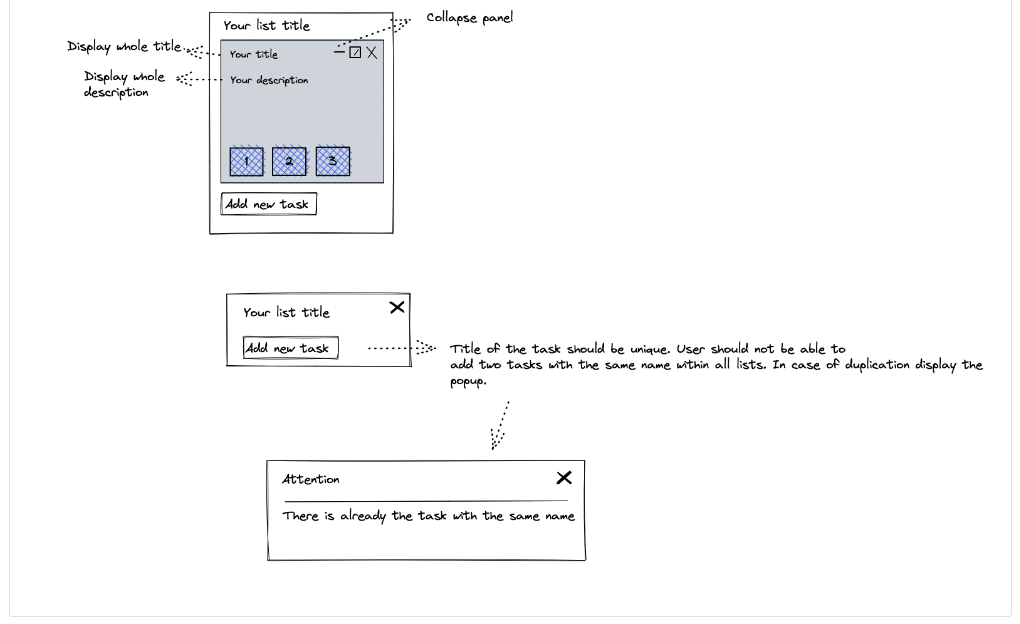 Collapse panel
Your list title
Display whole title
Your title
Display whole
description
Your description
1 2 3
Add new task
Your list title
Add new task
Title of the task should be unique. User should not be able to
add two tasks with the same name within all lists. In case of duplication display the
popup.
Attention
There is already the task with the same name